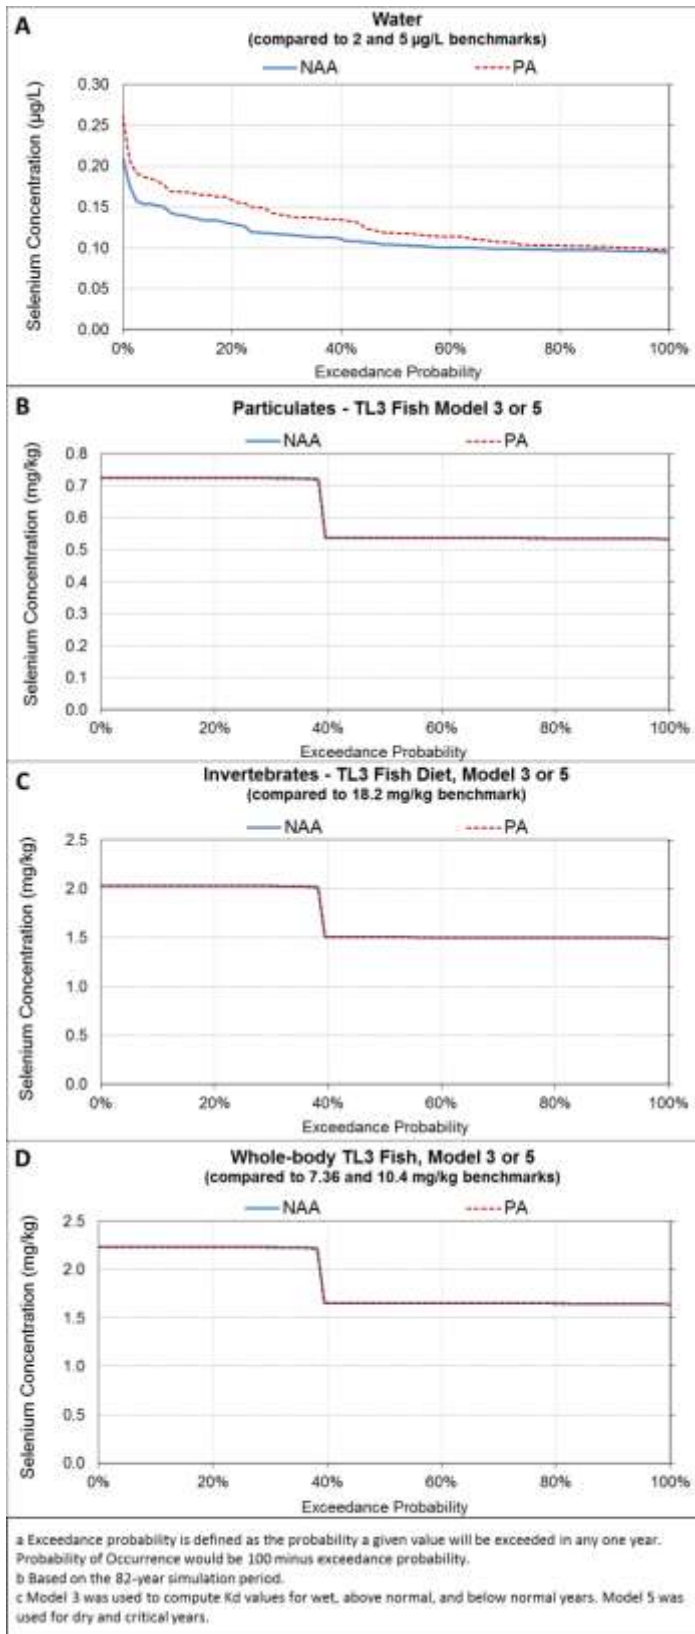 A
Water
(compared to 2 and 5 µg/L benchmarks)
NAA PA
Selenium Concentration (µg/L)
0.30
0.25
0.20
0.15
0.10
0.05
0.00
0% 20% 40% 60% 80% 100%
Exceedance Probability
B
Particulates - TL3 Fish Model 3 or 5
NAA PA
Selenium Concentration (mg/kg)
0.8
0.7
0.6
0.5
0.4
0.3
0.2
0.1
0.0
0% 20% 40% 60% 80% 100%
Exceedance Probability
C
Invertebrates - TL3 Fish Diet, Model 3 or 5
(compared to 18.2 mg/kg benchmark)
NAA PA
Selenium Concentration (mg/kg)
2.5
2.0
1.5
1.0
0.5
0.0
0% 20% 40% 60% 80% 100%
Exceedance Probability
D
Whole-body TL3 Fish, Model 3 or 5
(compared to 7.36 and 10.4 mg/kg benchmarks)
NAA PA
Selenium Concentration (mg/kg)
2.5
2.0
1.5
1.0
0.5
0.0
0% 20% 40% 60% 80% 100%
Exceedance Probability
a Exceedance probability is defined as the probability a given value will be exceeded in any one year.
Probability of Occurrence would be 100 minus exceedance probability.
b Based on the 82-year simulation period.
c Model 3 was used to compute Kd values for wet, above normal, and below normal years. Model 5 was
used for dry and critical years.